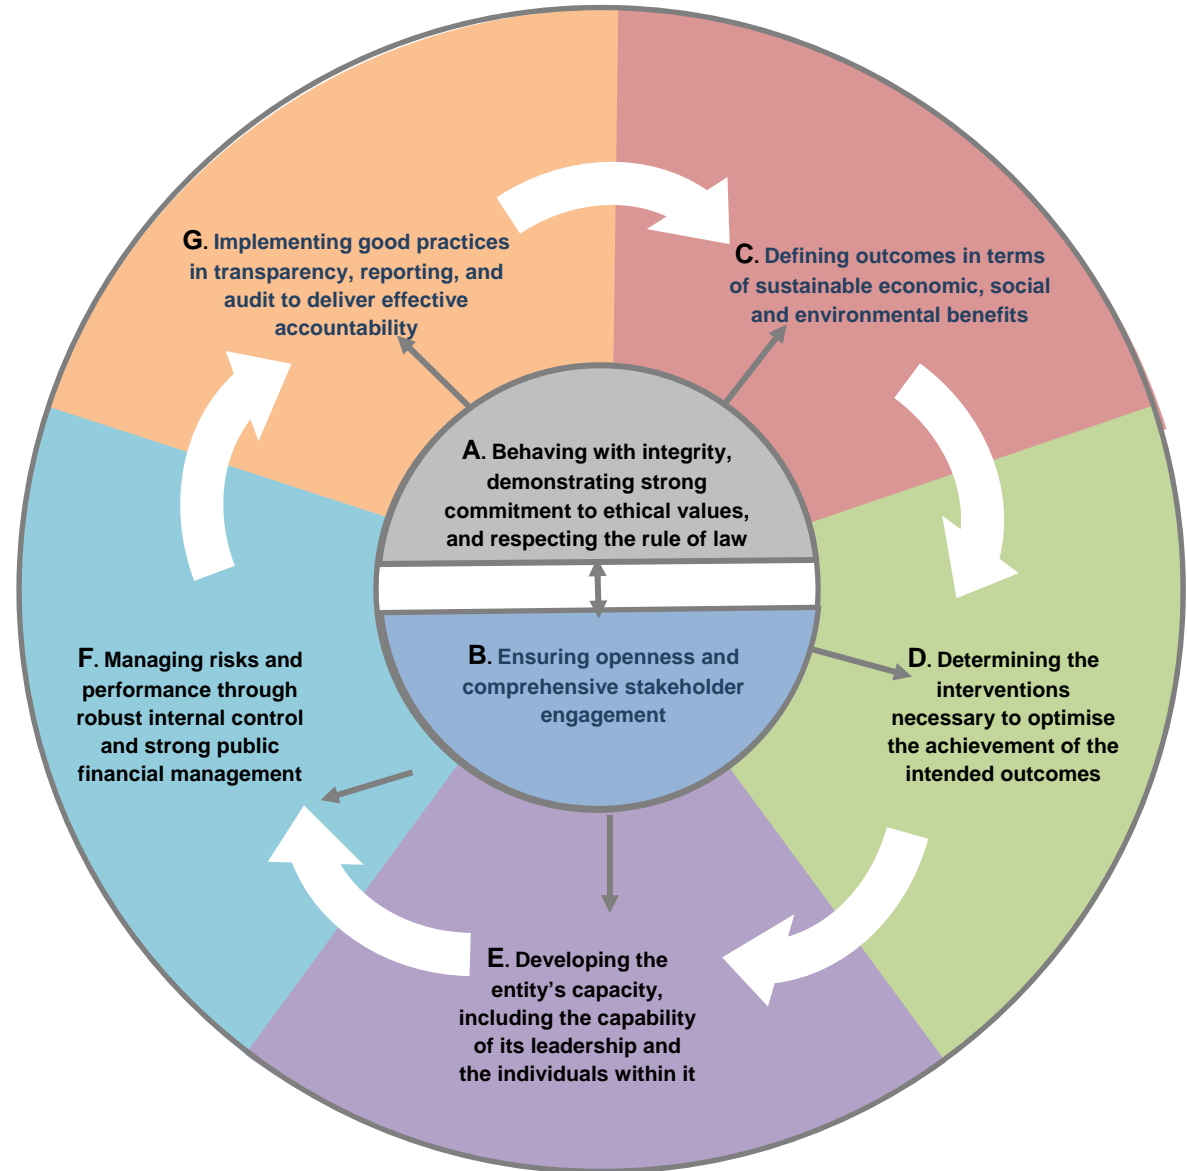 A. Behaving with integrity,
demonstrating strong
commitment to ethical values,
and respecting the rule of law
B. Ensuring openness and
comprehensive stakeholder
engagement
C. Defining outcomes in terms
of sustainable economic, social
and environmental benefits
D. Determining the
interventions
necessary to optimise
the achievement of the
intended outcomes
E. Developing the
entity’s capacity,
including the capability
of its leadership and
the individuals within it
F. Managing risks and
performance through
robust internal control
and strong public
financial management
G. Implementing good practices
in transparency, reporting, and
audit to deliver effective
accountability